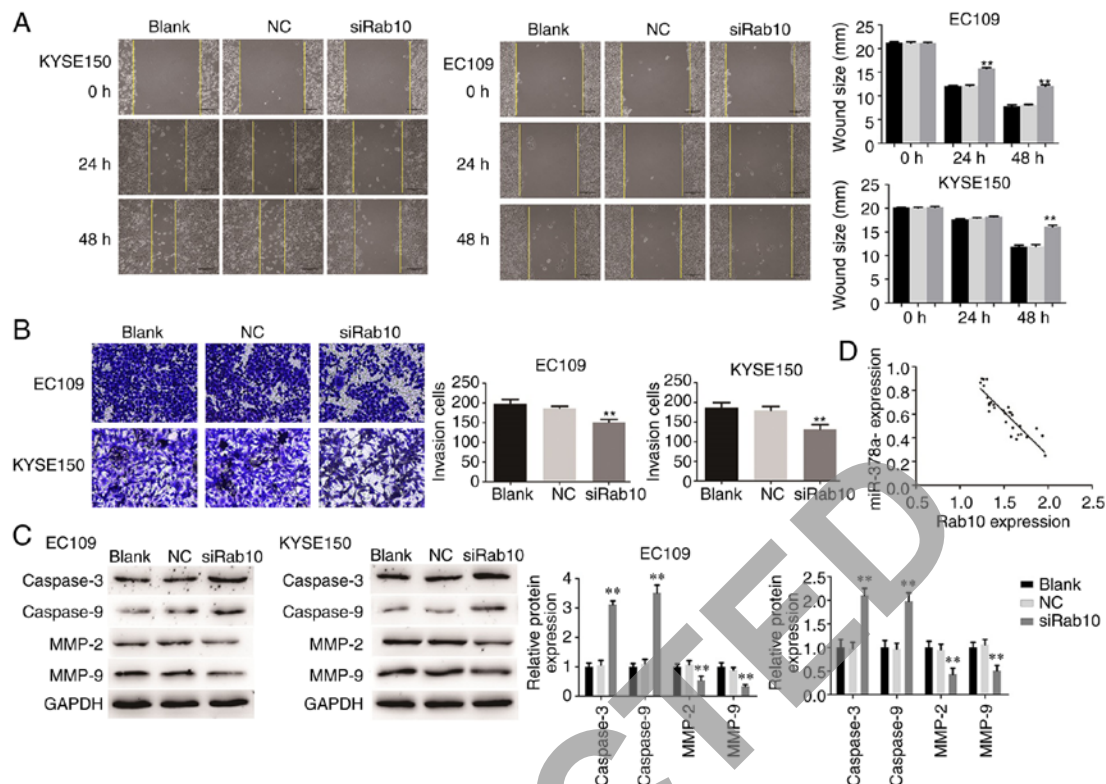 A
Blank NC siRab10
KYSE150
0 h
24 h
48 h
Blank NC siRab10
EC109
0 h
24 h
48 h
EC109
Wound size (mm)
25
20
15
10
5
0
** **
0 h 24 h 48 h
KYSE150
Wound size (mm)
25
20
15
10
5
0
**
0 h 24 h 48 h
B
Blank NC siRab10
EC109
KYSE150
EC109
Invasion cells
250
200
150
100
50
0
**
Blank NC siRab10
KYSE150
Invasion cells
250
200
150
100
50
0
**
Blank NC siRab10
D
miR-378a- expression
1.0
0.8
0.6
0.4
0.2
0.0
0.5 1.0 1.5 2.0 2.5
Rab10 expression
C
EC109
Blank NC siRab10
Caspase-3
Caspase-9
MMP-2
MMP-9
GAPDH
KYSE150
Blank NC siRab10
Caspase-3
Caspase-9
MMP-2
MMP-9
GAPDH
EC109
Relative protein
expression
4
3
2
1
0
** ** ** **
Caspase-3 Caspase-9 MMP-2 MMP-9
Relative protein
expression
2.5
2.0
1.5
1.0
0.5
0.0
** ** ** **
Caspase-3 Caspase-9 MMP-2 MMP-9
Blank
NC
siRab10
CTED